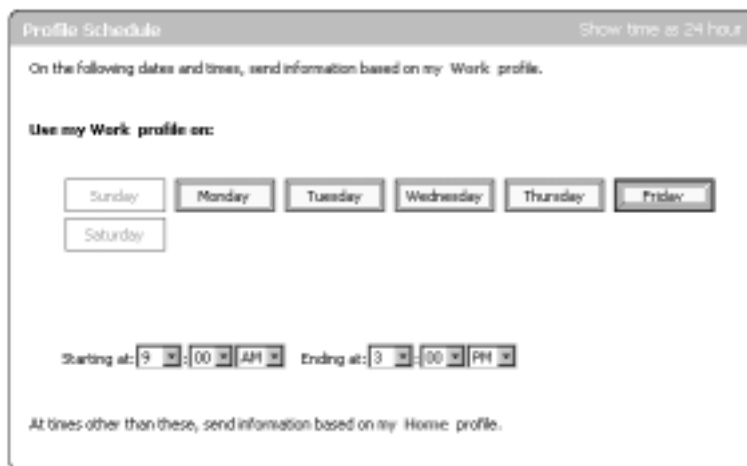 Profile Schedule Show time as 24 hour
On the following dates and times, send information based on my Work profile.
Use my Work profile on:
Sunday Monday Tuesday Wednesday Thursday Friday
Saturday
Starting at: 9 : 00 AM Ending at: 3 : 00 PM
At times other than these, send information based on my Home profile.